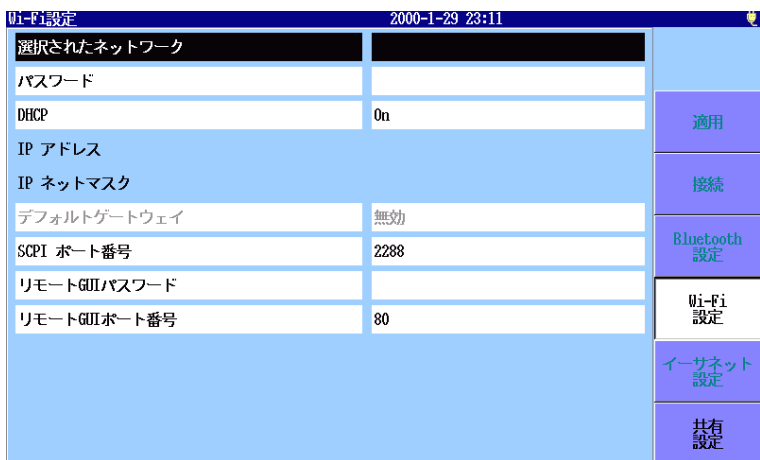 Wi-Fi設定 2000-1-29 23:11
選択されたネットワーク
パスワード
DHCP On
IP アドレス
IP ネットマスク
デフォルトゲートウェイ 無効
SCPI ポート番号 2288
リモートGUIパスワード
リモートGUIポート番号 80
適用
接続
Bluetooth
設定
Wi-Fi
設定
イーサネット
設定
共有
設定